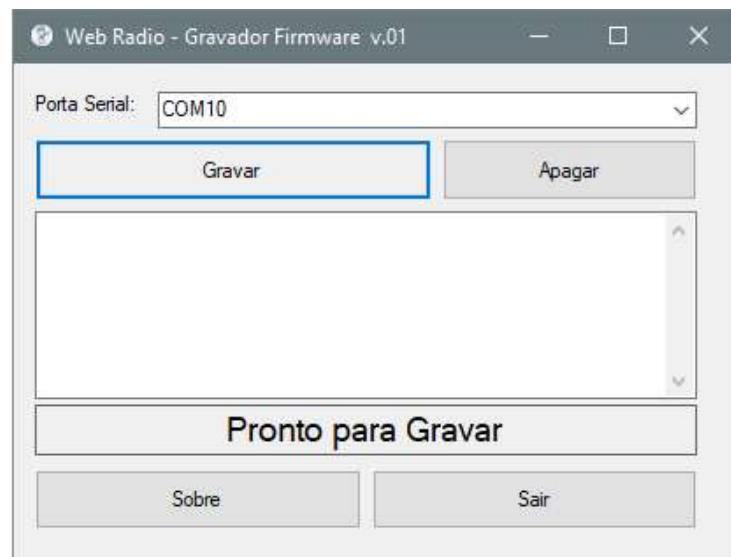 Web Radio - Gravador Firmware v.01
Porta Serial: COM10
Gravar Apagar
Pronto para Gravar
Sobre Sair